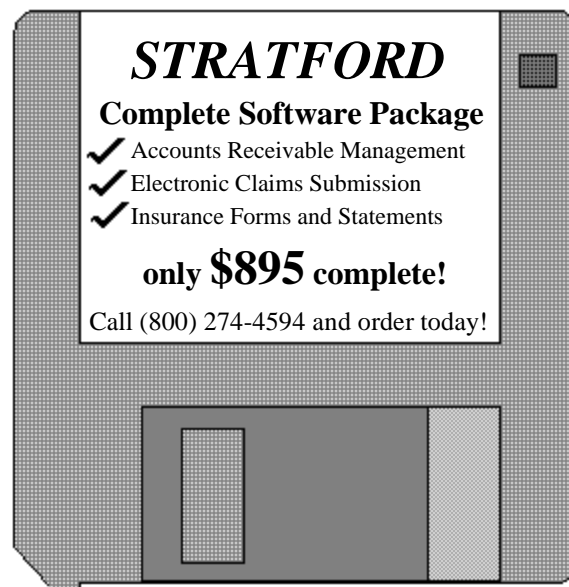 STRATFORD
Complete Software Package
Accounts Receivable Management
Electronic Claims Submission
Insurance Forms and Statements
only $895 complete!
Call (800) 274-4594 and order today!